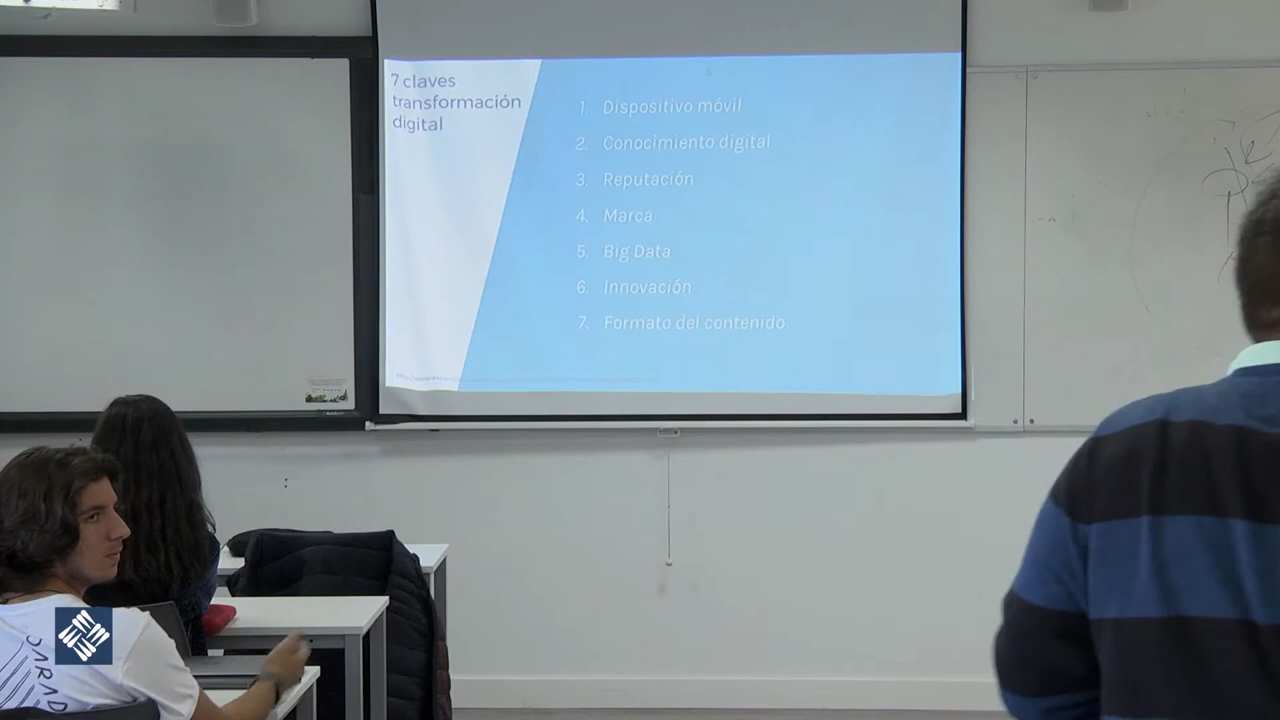 7 claves
transformación
digital
1. Dispositivo móvil
2. Conocimiento digital
3. Reputación
4. Marca
5. Big Data
6. Innovación
7. Formato del contenido